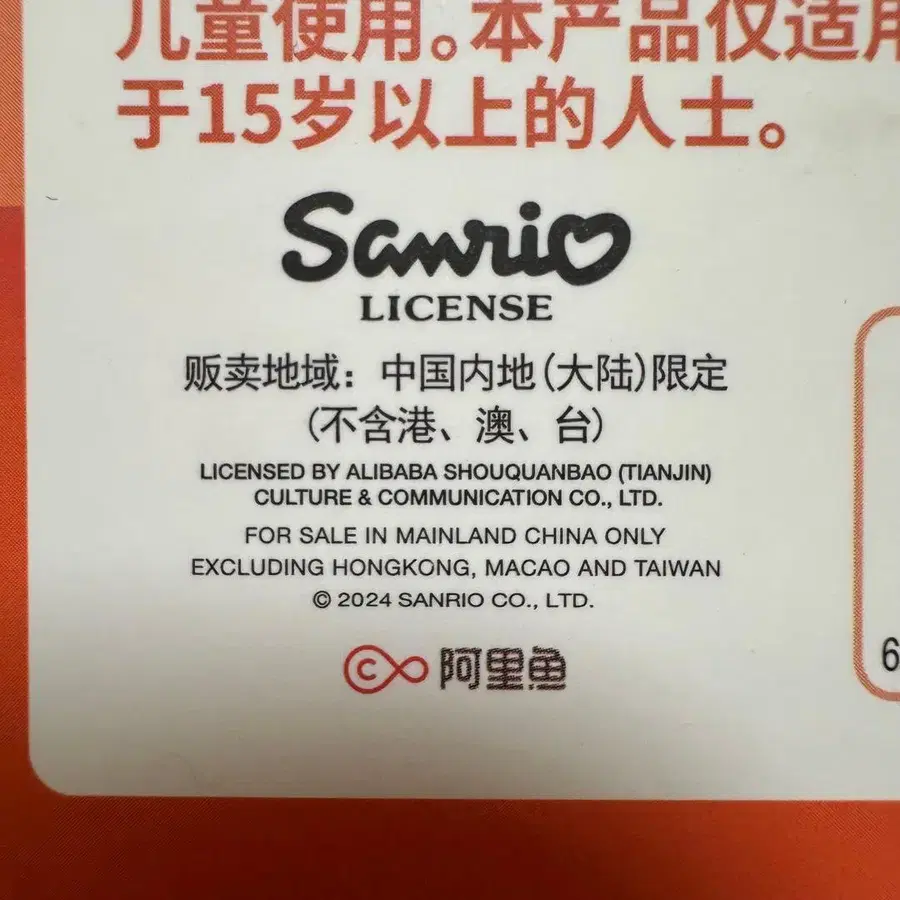 儿童使用。本产品仅适用
于15岁以上的人士。
Sanrio
LICENSE
贩卖地域：中国内地(大陆)限定
(不含港、澳、台)
LICENSED BY ALIBABA SHOUQUANBAO (TIANJIN)
CULTURE & COMMUNICATION CO., LTD.
FOR SALE IN MAINLAND CHINA ONLY
EXCLUDING HONGKONG, MACAO AND TAIWAN
© 2024 SANRIO CO., LTD.
6
阿里鱼